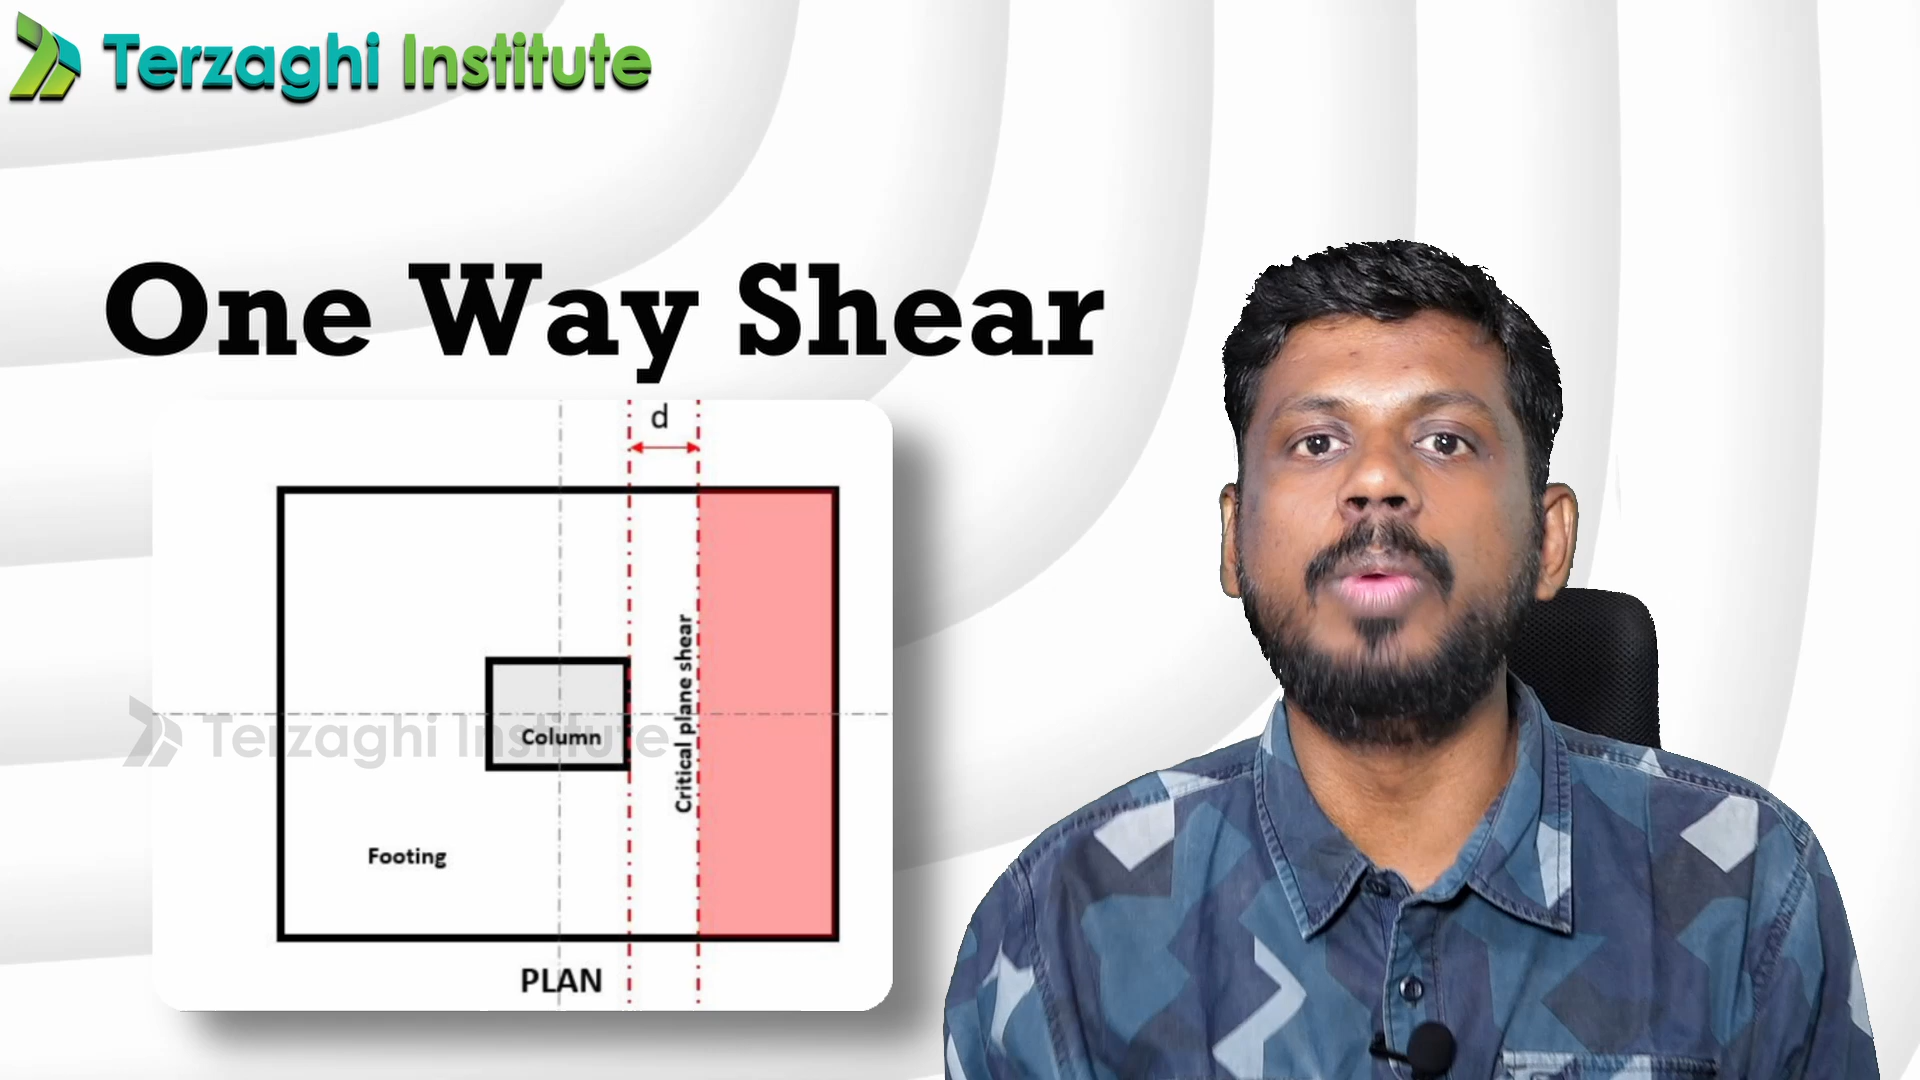 Terzaghi Institute
One Way Shear
d
Critical plane shear
Terzaghi Institute
Column
Footing
PLAN